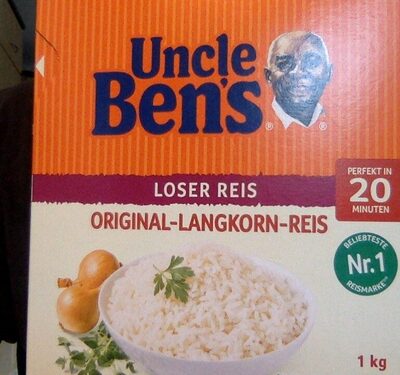 Uncle
Ben's®
®
LOSER REIS
ORIGINAL-LANGKORN-REIS
PERFEKT IN
20
MINUTEN
BELIEBTESTE
Nr. 1
REISMARKE
1 kg